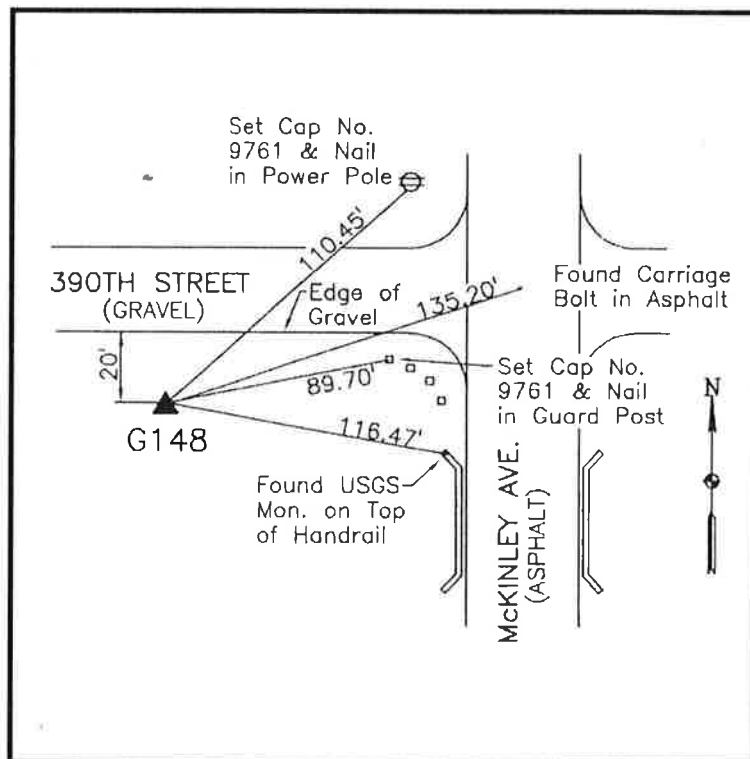 Set Cap No.
9761 & Nail
in Power Pole
110.45'
390TH STREET
(GRAVEL)
Edge of
Gravel
135.20'
Found Carriage
Bolt in Asphalt
20'
89.70'
Set Cap No.
9761 & Nail
in Guard Post
N
G148
116.47'
Found USGS
Mon. on Top
of Handrail
McKINLEY AVE.
(ASPHALT)